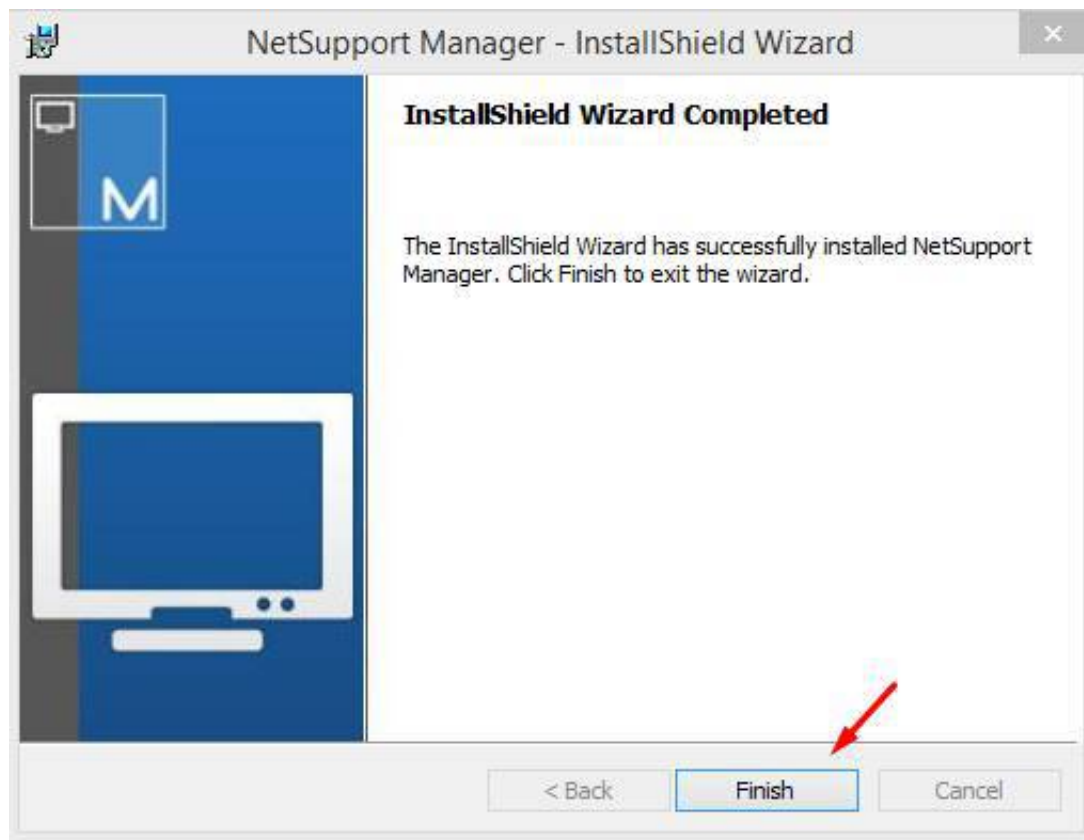 NetSupport Manager - InstallShield Wizard
M
InstallShield Wizard Completed
The InstallShield Wizard has successfully installed NetSupport
Manager. Click Finish to exit the wizard.
< Back
Finish
Cancel